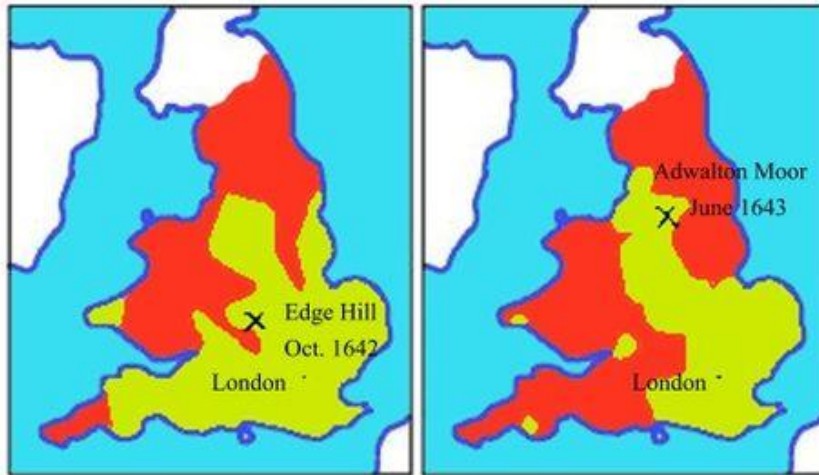 Edge Hill
Oct. 1642
London
Adwalton Moor
June 1643
London